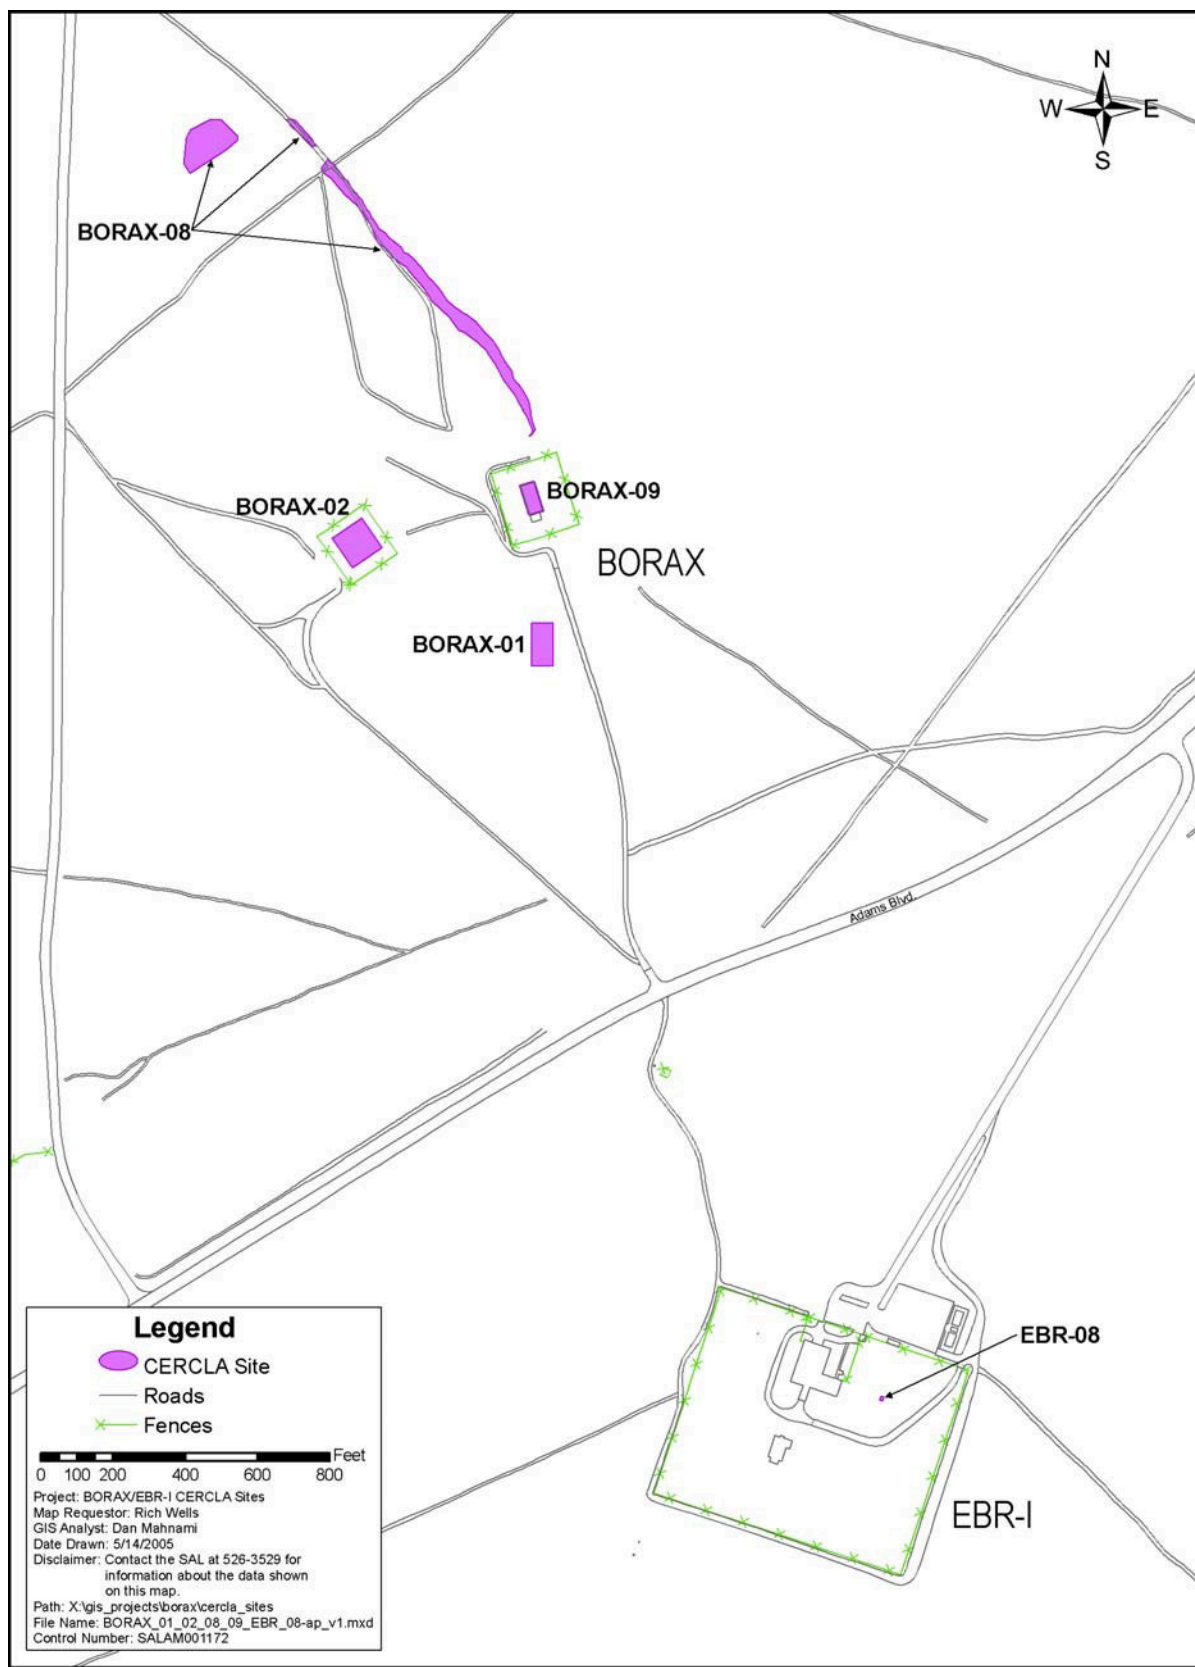 N
W E
S
BORAX-08
BORAX-09
BORAX-02
BORAX
BORAX-01
Adams Blvd.
EBR-08
EBR-I
Legend
CERCLA Site
Roads
Fences
Feet
0 100 200 400 600 800
Project: BORAX/EBR-I CERCLA Sites
Map Requestor: Rich Wells
GIS Analyst: Dan Mahnami
Date Drawn: 5/14/2005
Disclaimer: Contact the SAL at 526-3529 for
information about the data shown
on this map.
Path: X:\gis_projects\borax\cercla_sites
File Name: BORAX_01_02_08_09_EBR_08-ap_v1.mxd
Control Number: SALAM001172